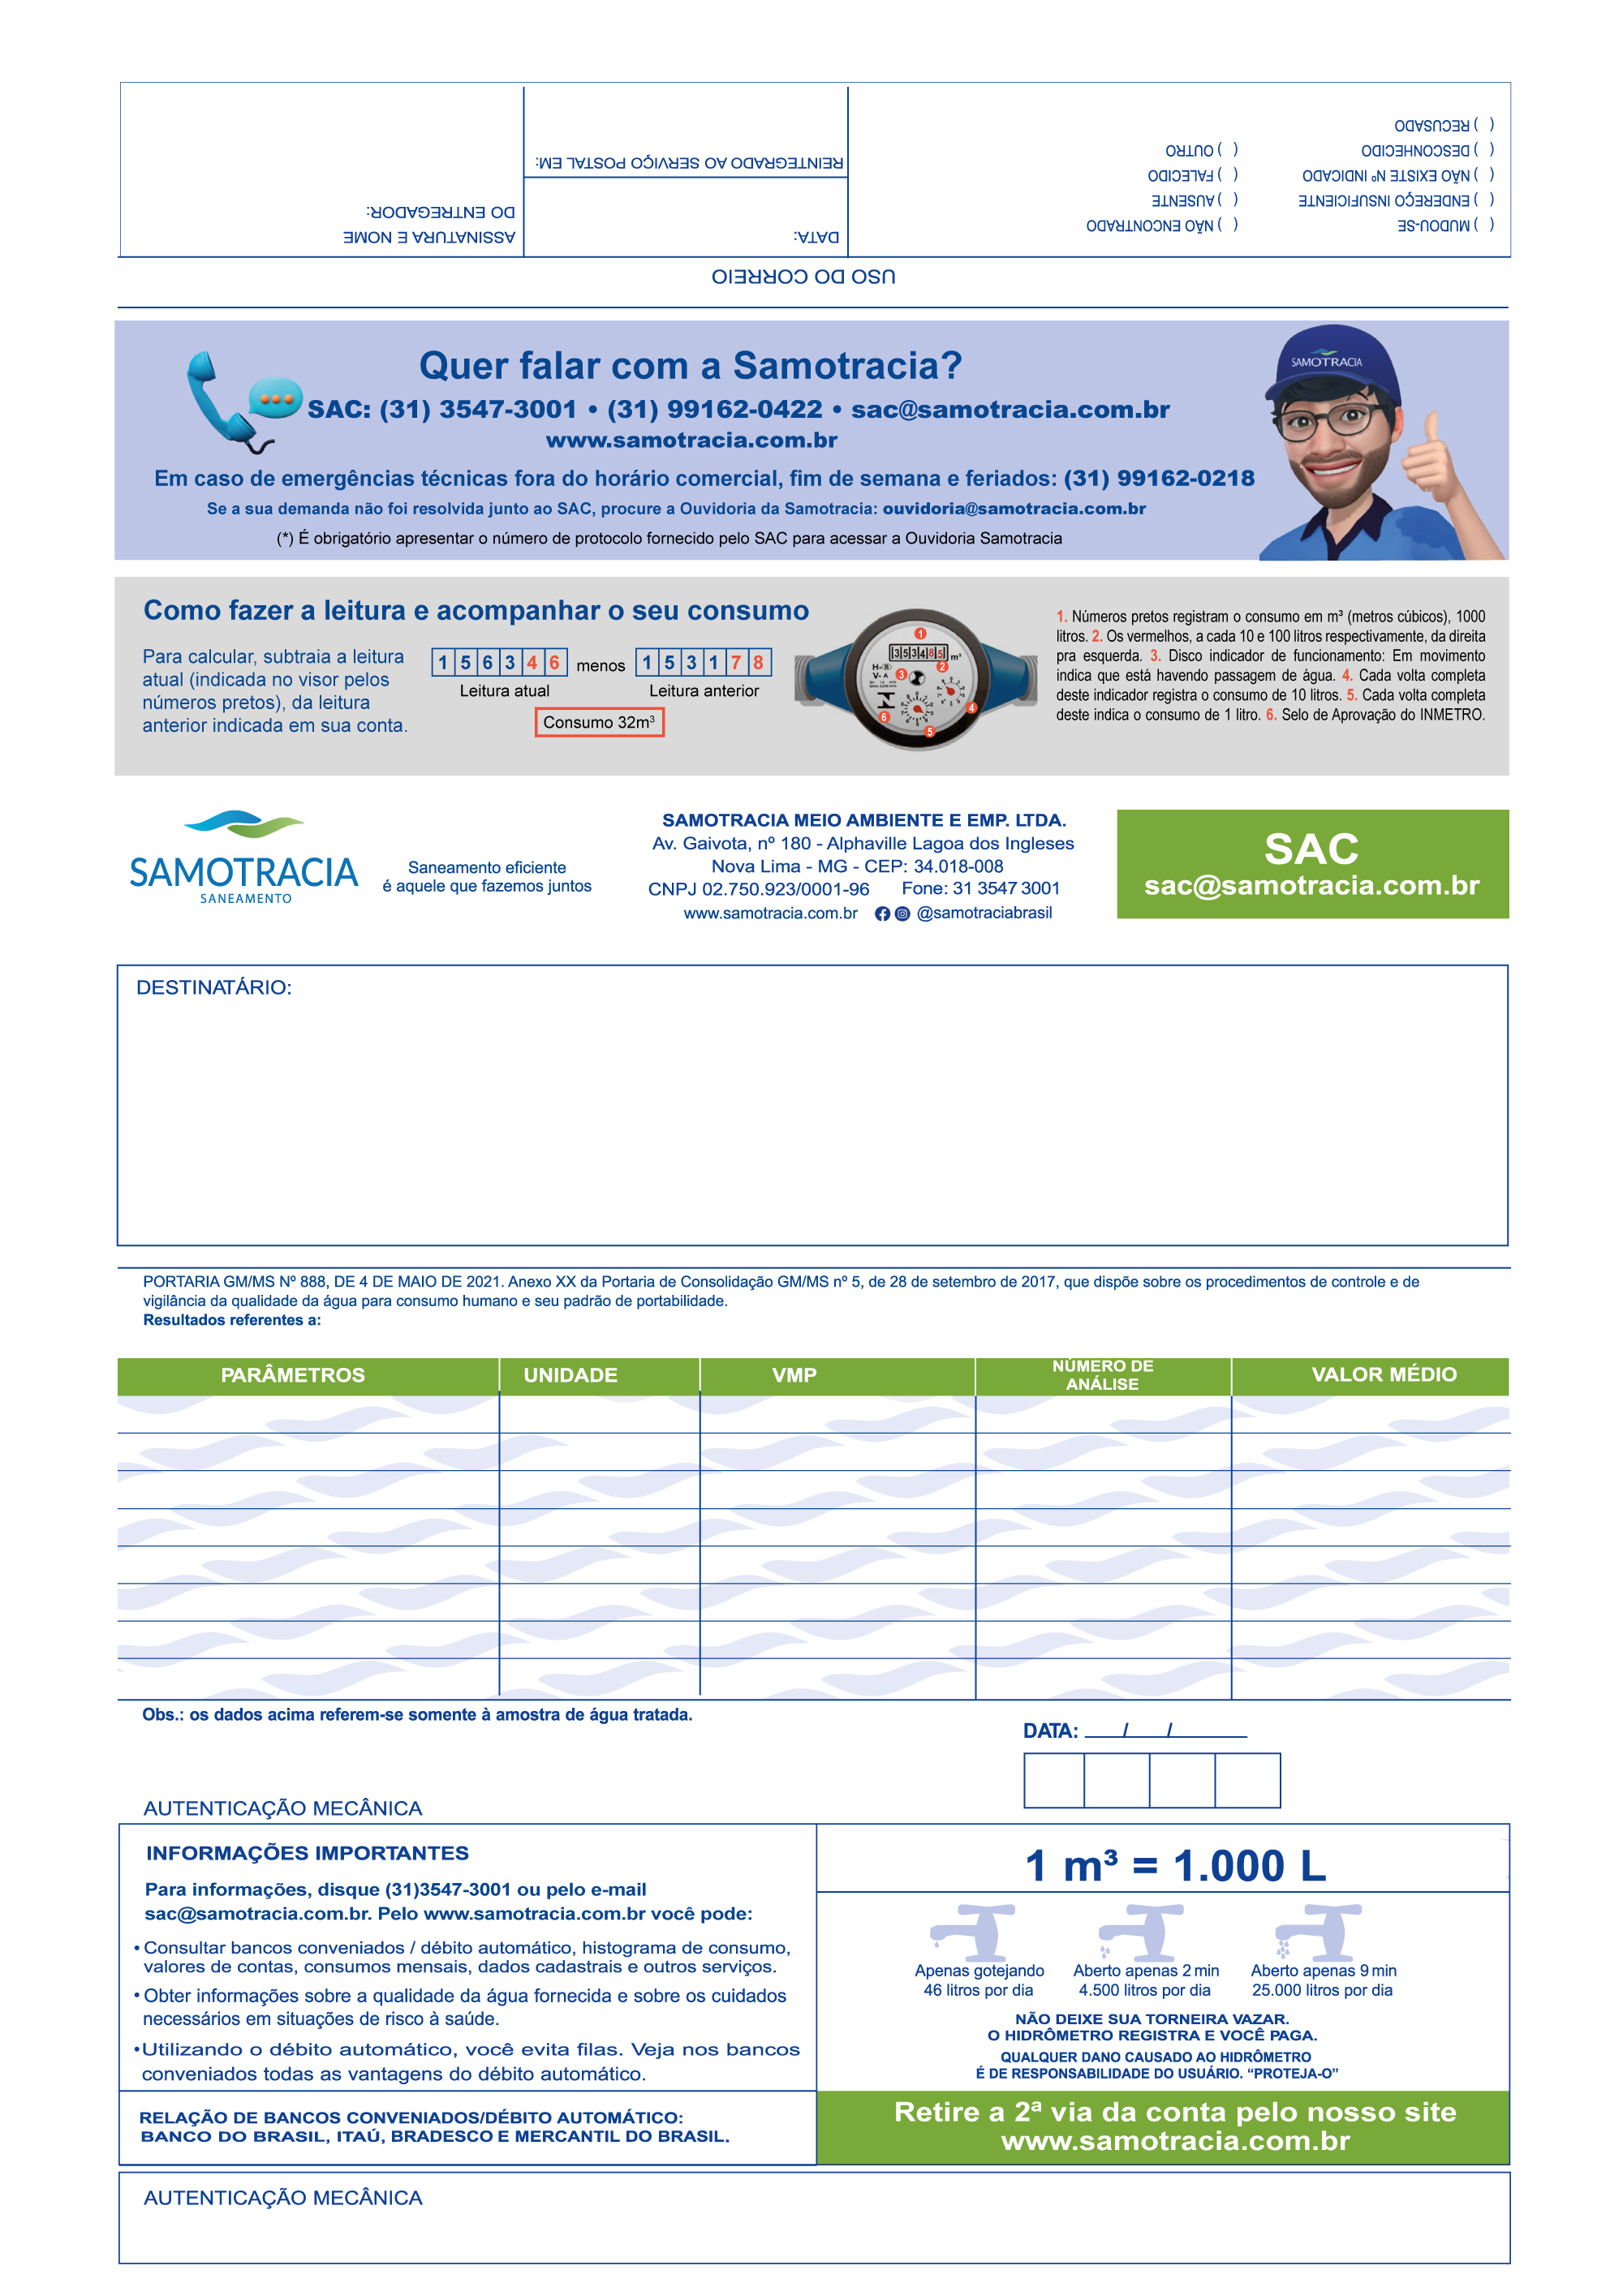 USO DO CORREIO
( ) MUDOU-SE
( ) ENDEREÇO INSUFICIENTE
( ) NÃO EXISTE Nº INDICADO
( ) DESCONHECIDO
( ) RECUSADO
( ) NÃO ENCONTRADO
( ) AUSENTE
( ) FALECIDO
( ) OUTRO
DATA:
REINTEGRADO AO SERVIÇO POSTAL EM:
ASSINATURA E NOME
DO ENTREGADOR:
Quer falar com a Samotracia?
SAC: (31) 3547-3001 • (31) 99162-0422 • sac@samotracia.com.br
www.samotracia.com.br
Em caso de emergências técnicas fora do horário comercial, fim de semana e feriados: (31) 99162-0218
Se a sua demanda não foi resolvida junto ao SAC, procure a Ouvidoria da Samotracia: ouvidoria@samotracia.com.br
(*) É obrigatório apresentar o número de protocolo fornecido pelo SAC para acessar a Ouvidoria Samotracia
SAMOTRACIA
Como fazer a leitura e acompanhar o seu consumo
Para calcular, subtraia a leitura
atual (indicada no visor pelos
números pretos), da leitura
anterior indicada em sua conta.
1 5 6 3 4 6 menos 1 5 3 1 7 8
Leitura atual Leitura anterior
Consumo 32m³
1
3 5 3 4 8 5 m³
2
H-B
V-A
3
4
5
6
1. Números pretos registram o consumo em m³ (metros cúbicos), 1000
litros. 2. Os vermelhos, a cada 10 e 100 litros respectivamente, da direita
pra esquerda. 3. Disco indicador de funcionamento: Em movimento
indica que está havendo passagem de água. 4. Cada volta completa
deste indicador registra o consumo de 10 litros. 5. Cada volta completa
deste indica o consumo de 1 litro. 6. Selo de Aprovação do INMETRO.
SAMOTRACIA
SANEAMENTO
Saneamento eficiente
é aquele que fazemos juntos
SAMOTRACIA MEIO AMBIENTE E EMP. LTDA.
Av. Gaivota, nº 180 - Alphaville Lagoa dos Ingleses
Nova Lima - MG - CEP: 34.018-008
CNPJ 02.750.923/0001-96 Fone: 31 3547 3001
www.samotracia.com.br @samotraciabrasil
SAC
sac@samotracia.com.br
DESTINATÁRIO:
PORTARIA GM/MS Nº 888, DE 4 DE MAIO DE 2021. Anexo XX da Portaria de Consolidação GM/MS nº 5, de 28 de setembro de 2017, que dispõe sobre os procedimentos de controle e de
vigilância da qualidade da água para consumo humano e seu padrão de portabilidade.
Resultados referentes a:
PARÂMETROS UNIDADE VMP NÚMERO DE ANÁLISE VALOR MÉDIO
Obs.: os dados acima referem-se somente à amostra de água tratada.
DATA: ___/___/______
AUTENTICAÇÃO MECÂNICA
INFORMAÇÕES IMPORTANTES
Para informações, disque (31)3547-3001 ou pelo e-mail
sac@samotracia.com.br. Pelo www.samotracia.com.br você pode:
• Consultar bancos conveniados / débito automático, histograma de consumo,
valores de contas, consumos mensais, dados cadastrais e outros serviços.
• Obter informações sobre a qualidade da água fornecida e sobre os cuidados
necessários em situações de risco à saúde.
• Utilizando o débito automático, você evita filas. Veja nos bancos
conveniados todas as vantagens do débito automático.
RELAÇÃO DE BANCOS CONVENIADOS/DÉBITO AUTOMÁTICO:
BANCO DO BRASIL, ITAÚ, BRADESCO E MERCANTIL DO BRASIL.
1 m³ = 1.000 L
Apenas gotejando
46 litros por dia
Aberto apenas 2 min
4.500 litros por dia
Aberto apenas 9 min
25.000 litros por dia
NÃO DEIXE SUA TORNEIRA VAZAR.
O HIDRÔMETRO REGISTRA E VOCÊ PAGA.
QUALQUER DANO CAUSADO AO HIDRÔMETRO
É DE RESPONSABILIDADE DO USUÁRIO. “PROTEJA-O”
Retire a 2ª via da conta pelo nosso site
www.samotracia.com.br
AUTENTICAÇÃO MECÂNICA